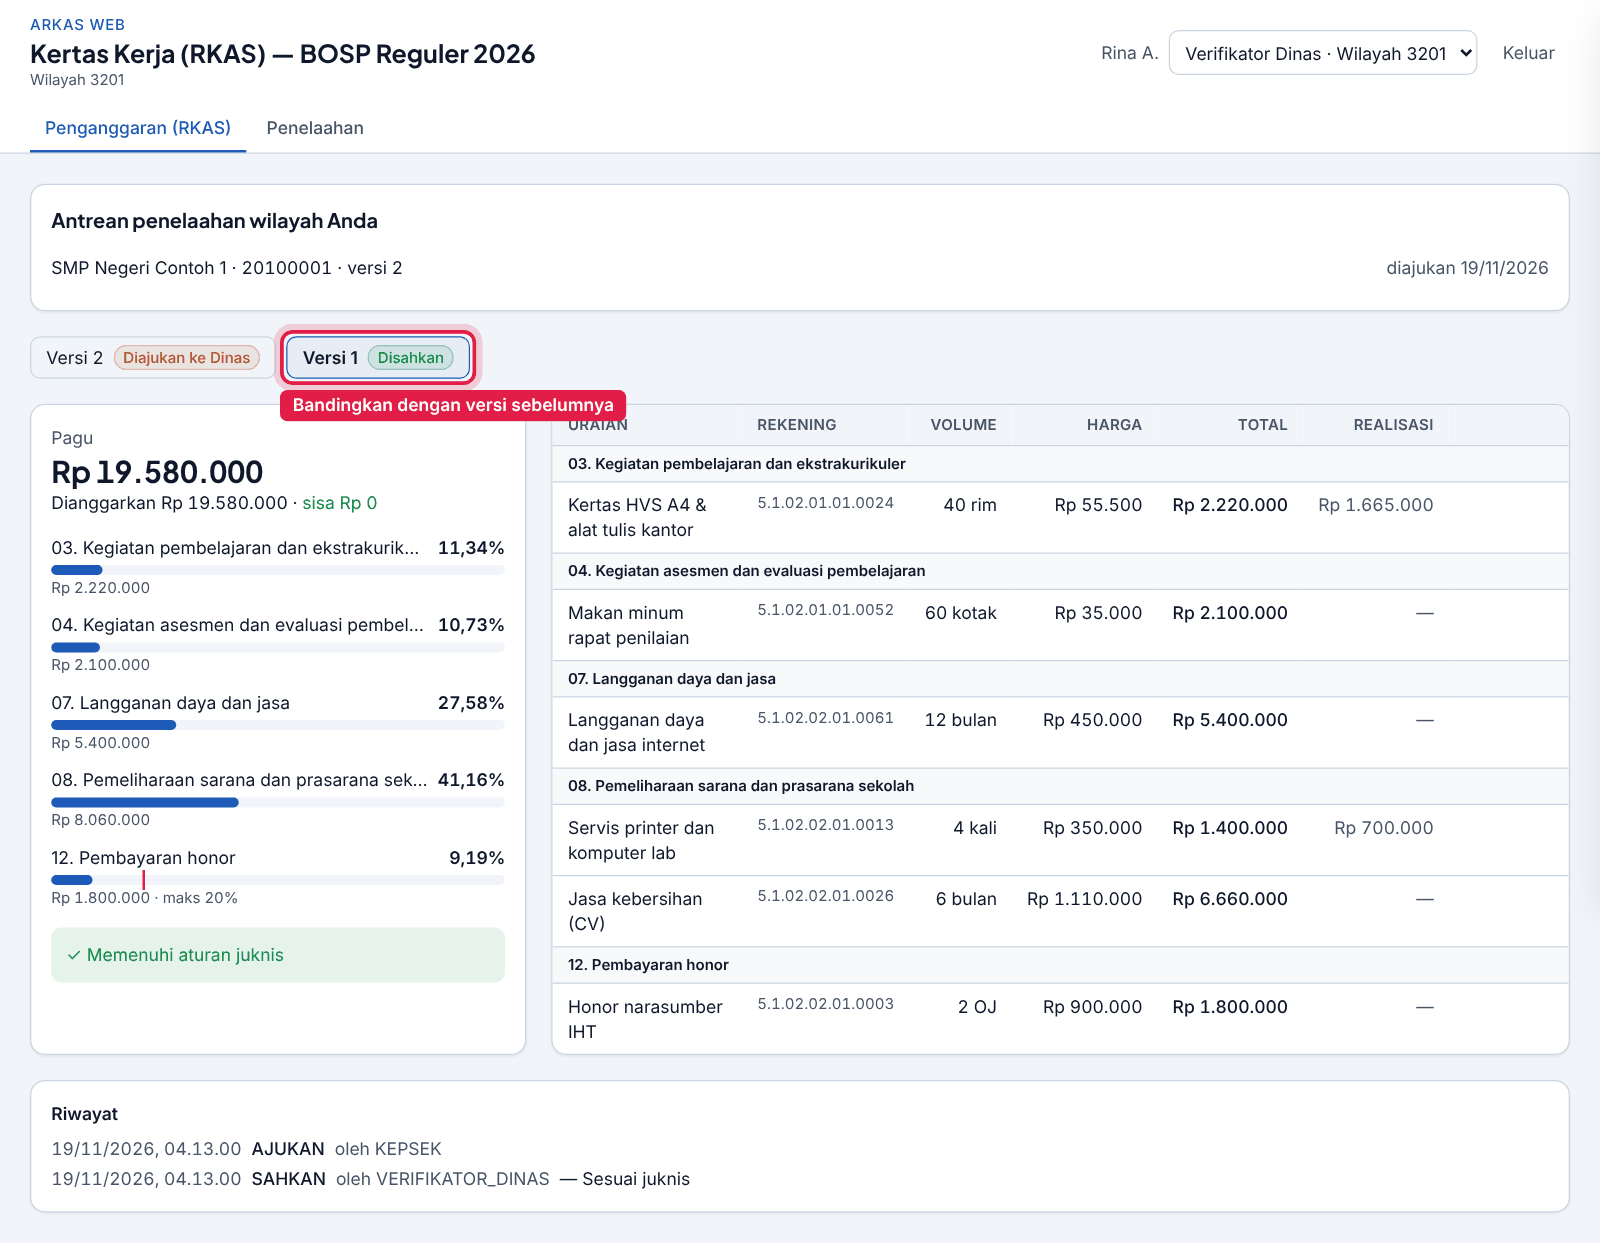 ARKAS WEB
Kertas Kerja (RKAS) — BOSP Reguler 2026
Wilayah 3201
Rina A.
Verifikator Dinas · Wilayah 3201
Keluar
Penganggaran (RKAS)
Penelaahan
Antrean penelaahan wilayah Anda
SMP Negeri Contoh 1 · 20100001 · versi 2
diajukan 19/11/2026
Versi 2 Diajukan ke Dinas
Versi 1 Disahkan
Bandingkan dengan versi sebelumnya
Pagu
Rp 19.580.000
Dianggarkan Rp 19.580.000 · sisa Rp 0
03. Kegiatan pembelajaran dan ekstrakurik... 11,34%
Rp 2.220.000
04. Kegiatan asesmen dan evaluasi pembel... 10,73%
Rp 2.100.000
07. Langganan daya dan jasa 27,58%
Rp 5.400.000
08. Pemeliharaan sarana dan prasarana sek... 41,16%
Rp 8.060.000
12. Pembayaran honor 9,19%
Rp 1.800.000 · maks 20%
✓ Memenuhi aturan juknis
URAIAN REKENING VOLUME HARGA TOTAL REALISASI
03. Kegiatan pembelajaran dan ekstrakurikuler
Kertas HVS A4 & 5.1.02.01.01.0024 40 rim Rp 55.500 Rp 2.220.000 Rp 1.665.000
alat tulis kantor
04. Kegiatan asesmen dan evaluasi pembelajaran
Makan minum 5.1.02.01.01.0052 60 kotak Rp 35.000 Rp 2.100.000 —
rapat penilaian
07. Langganan daya dan jasa
Langganan daya 5.1.02.02.01.0061 12 bulan Rp 450.000 Rp 5.400.000 —
dan jasa internet
08. Pemeliharaan sarana dan prasarana sekolah
Servis printer dan 5.1.02.02.01.0013 4 kali Rp 350.000 Rp 1.400.000 Rp 700.000
komputer lab
Jasa kebersihan 5.1.02.02.01.0026 6 bulan Rp 1.110.000 Rp 6.660.000 —
(CV)
12. Pembayaran honor
Honor narasumber 5.1.02.02.01.0003 2 OJ Rp 900.000 Rp 1.800.000 —
IHT
Riwayat
19/11/2026, 04.13.00 AJUKAN oleh KEPSEK
19/11/2026, 04.13.00 SAHKAN oleh VERIFIKATOR_DINAS — Sesuai juknis